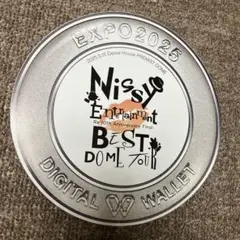 EXPO2025
Nissy
Entertainment
BEST
DOME TOUR
DIGITAL WALLET